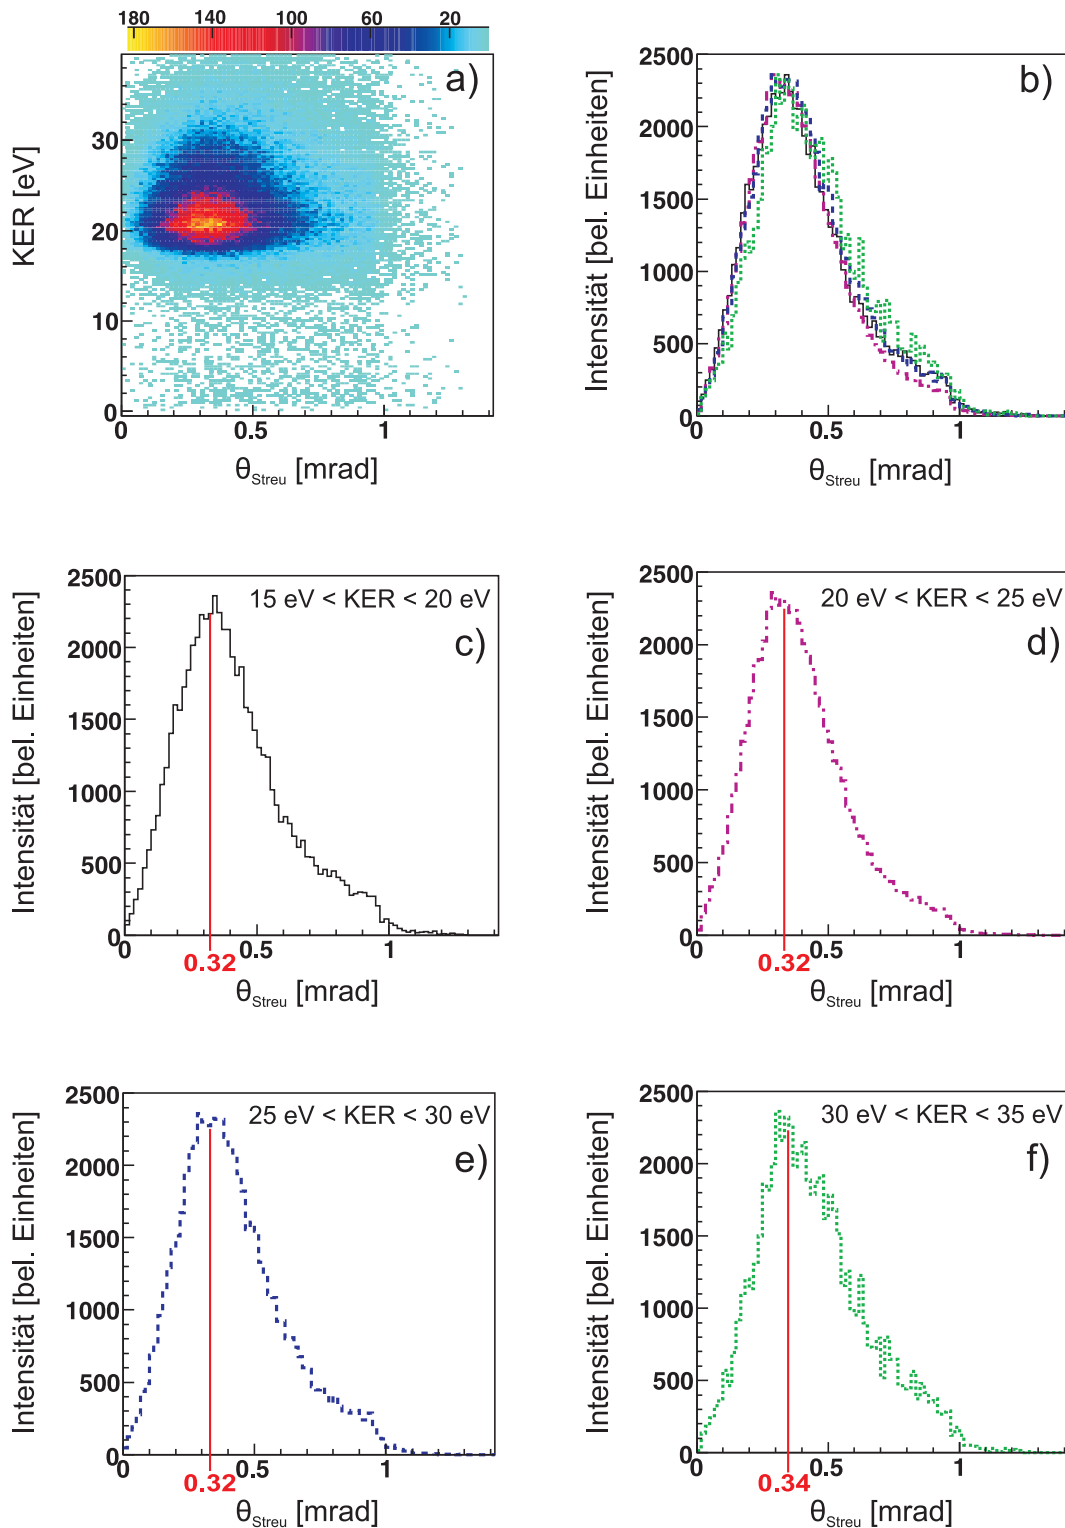 180 140 100 60 20
a)
KER [eV]
30
20
10
0
0 0.5 1
θStreu [mrad]
b)
Intensität [bel. Einheiten]
2500
2000
1500
1000
500
0
0 0.5 1
θStreu [mrad]
15 eV < KER < 20 eV
c)
Intensität [bel. Einheiten]
2500
2000
1500
1000
500
0
0 0.5 1
0.32
θStreu [mrad]
20 eV < KER < 25 eV
d)
Intensität [bel. Einheiten]
2500
2000
1500
1000
500
0
0 0.5 1
0.32
θStreu [mrad]
25 eV < KER < 30 eV
e)
Intensität [bel. Einheiten]
2500
2000
1500
1000
500
0
0 0.5 1
0.32
θStreu [mrad]
30 eV < KER < 35 eV
f)
Intensität [bel. Einheiten]
2500
2000
1500
1000
500
0
0 0.5 1
0.34
θStreu [mrad]